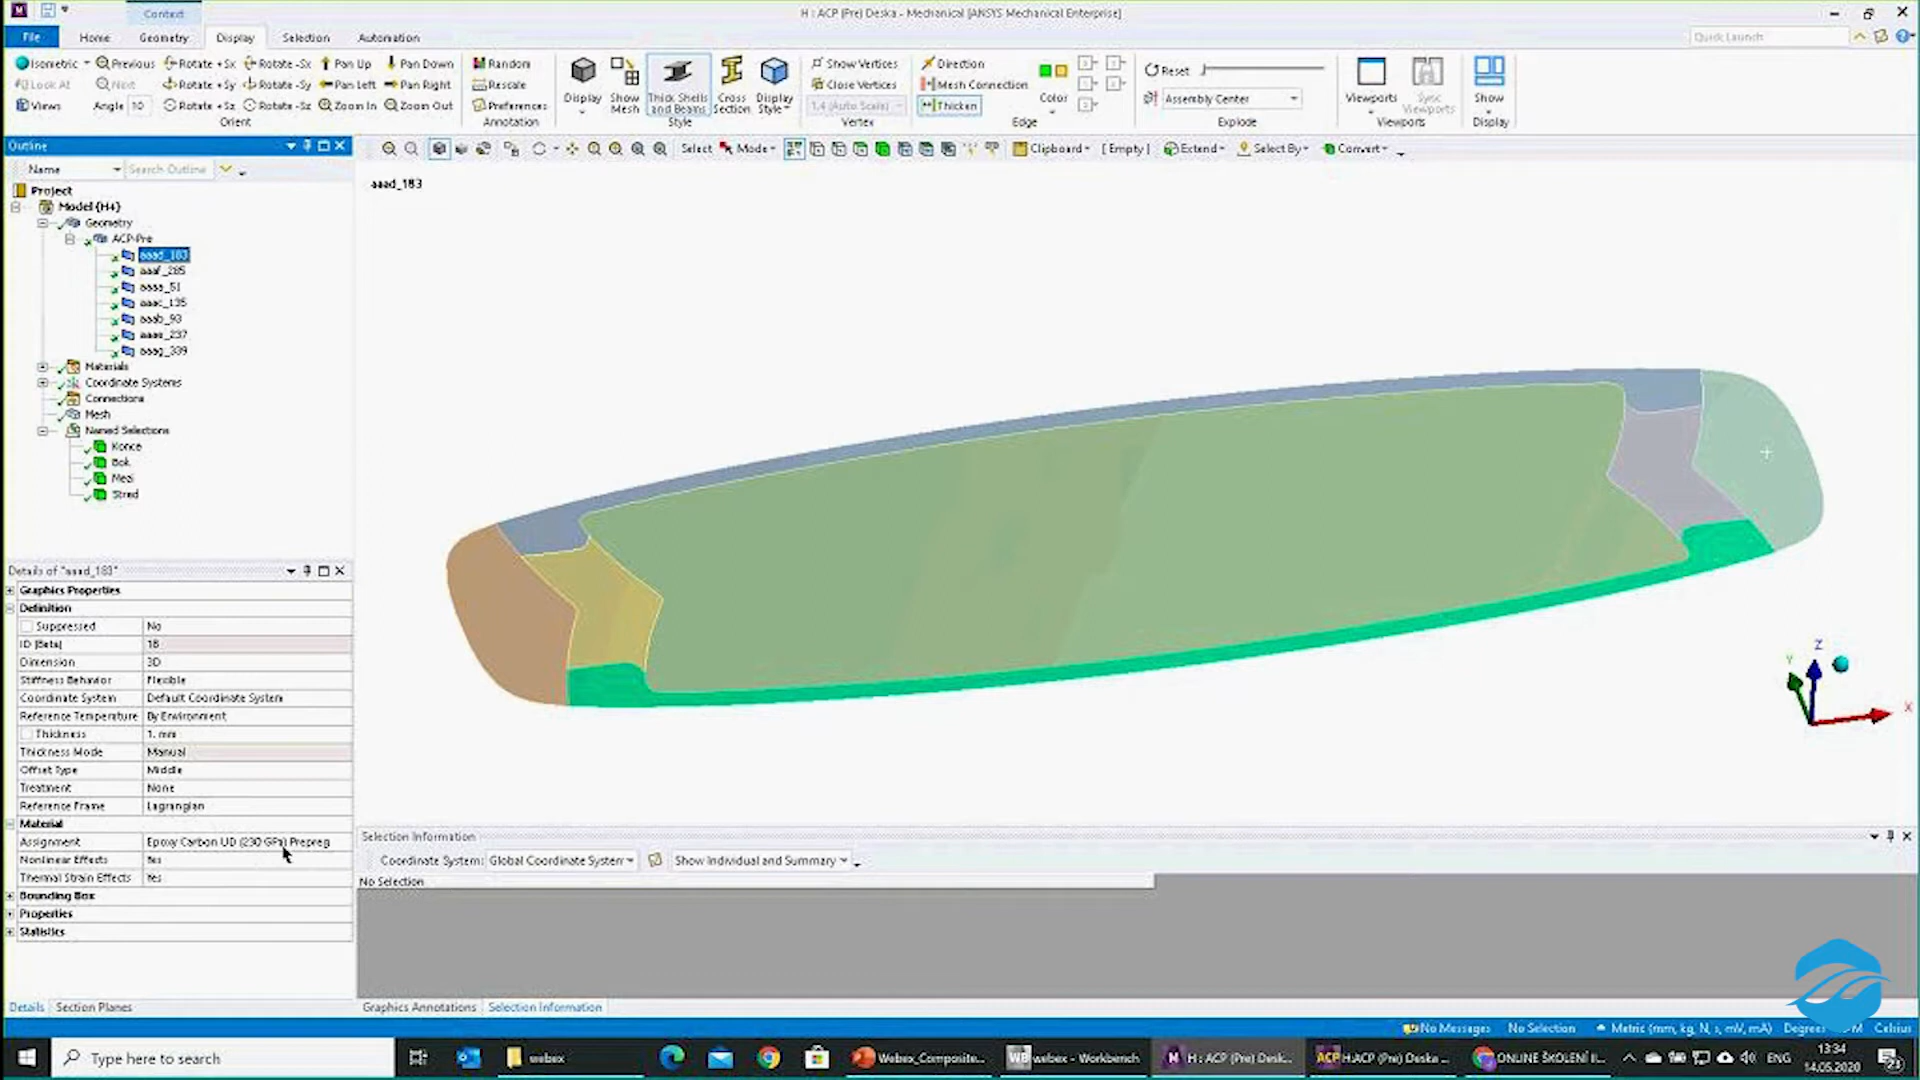 Context
H : ACP (Pre) Deska - Mechanical [ANSYS Mechanical Enterprise]
File Home Geometry Display Selection Automation
Quick Launch
Isometric Previous Rotate +Sx Rotate -Sx Pan Up Pan Down
Look At Next Rotate +Sy Rotate -Sy Pan Left Pan Right
Views Angle 10 Rotate +Sz Rotate -Sz Zoom In Zoom Out
Orient
Random
Rescale
Preferences
Annotation
Display
Show Mesh
Thick Shells and Beams
Cross Section
Display Style
Style
Show Vertices
Close Vertices
1.4 (Auto Scale)
Vertex
Direction
Mesh Connection
Thicken
Color
Edge
Reset
Assembly Center
Explode
Viewports
Sync Viewports
Viewports
Show
Display
Outline
Select Mode Clipboard [ Empty ] Extend Select By Convert
Name Search Outline
aaad_183
Project
Model (H4)
Geometry
ACP-Pre
aaad_183
aaaf_285
aaaa_51
aaac_135
aaab_93
aaae_237
aaag_339
Materials
Coordinate Systems
Connections
Mesh
Named Selections
Konce
Bok
Mezi
Stred
Details of "aaad_183"
Graphics Properties
Definition
Suppressed No
ID (Beta) 18
Dimension 3D
Stiffness Behavior Flexible
Coordinate System Default Coordinate System
Reference Temperature By Environment
Thickness 1. mm
Thickness Mode Manual
Offset Type Middle
Treatment None
Reference Frame Lagrangian
Material
Assignment Epoxy Carbon UD (230 GPa) Prepreg
Nonlinear Effects Yes
Thermal Strain Effects Yes
Bounding Box
Properties
Statistics
Details Section Planes
Z
Y
X
Selection Information
Coordinate System: Global Coordinate System Show Individual and Summary
No Selection
Graphics Annotations Selection Information
No Messages No Selection Metric (mm, kg, N, s, mV, mA) Degrees Celsius
Type here to search
webex
Webex_Composite...
webex - Workbench
H : ACP (Pre) Desk...
H:ACP (Pre) Deska ...
ONLINE ŠKOLENÍ II...
ENG
13:34
14.05.2020